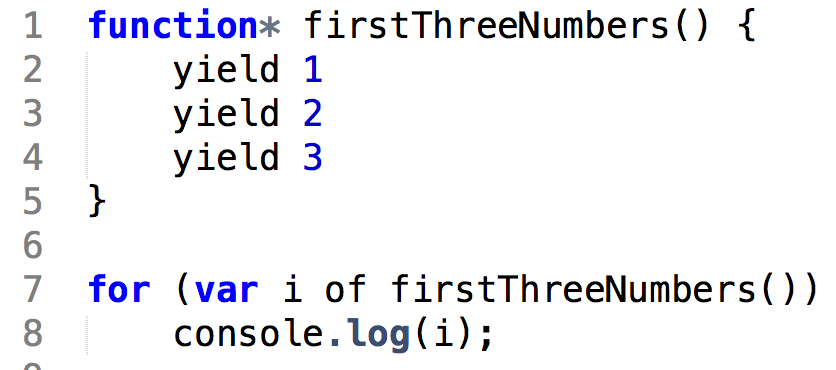 1 function* firstThreeNumbers() {
2     yield 1
3     yield 2
4     yield 3
5 }
6
7 for (var i of firstThreeNumbers())
8     console.log(i);